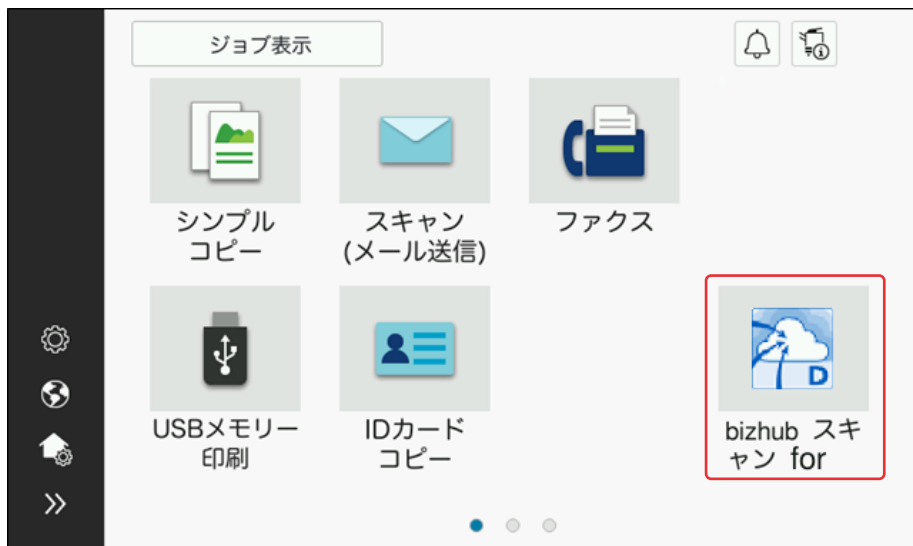 ジョブ表示
シンプル
コピー
スキャン
(メール送信)
ファクス
USBメモリー
印刷
IDカード
コピー
D
bizhub スキ
ャン for